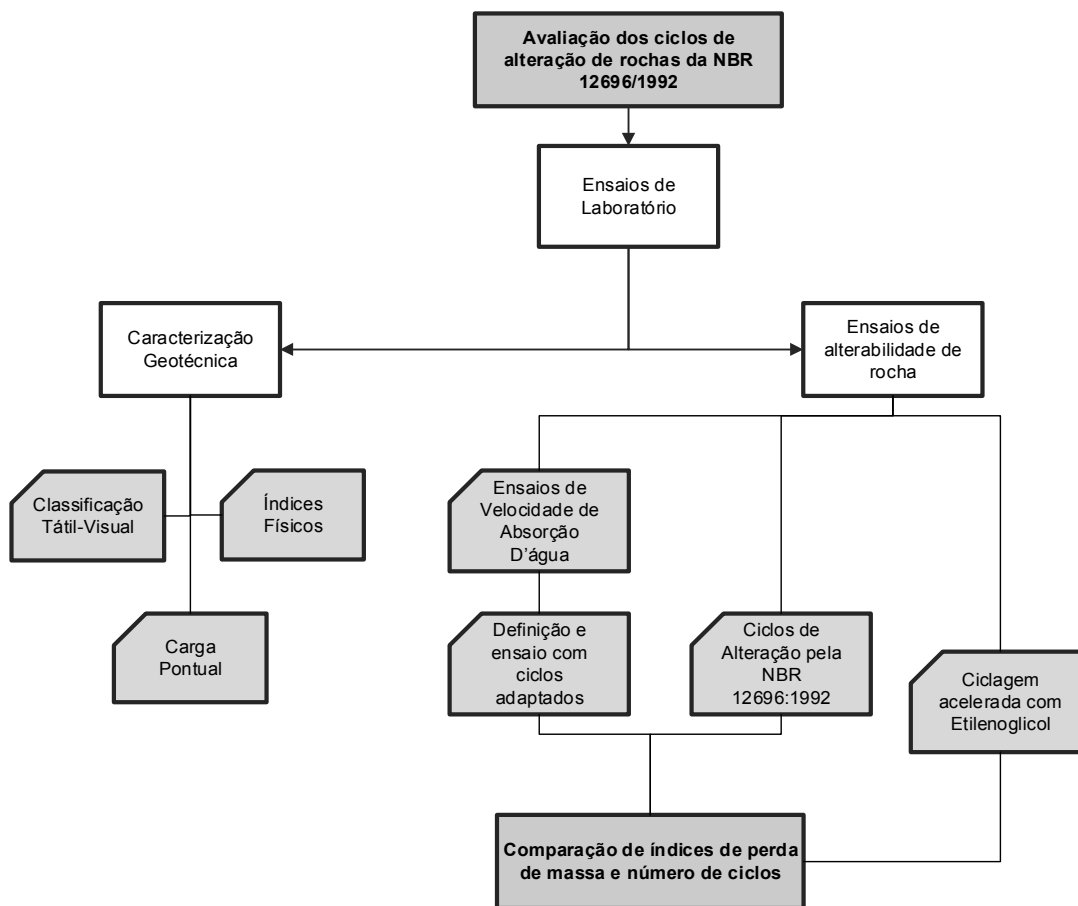 Avaliação dos ciclos de
alteração de rochas da NBR
12696/1992
Ensaios de
Laboratório
Caracterização
Geotécnica
Ensaios de
alterabilidade de
rocha
Classificação
Tátil-Visual
Índices
Físicos
Carga
Pontual
Ensaios de
Velocidade de
Absorção
D'água
Definição e
ensaio com
ciclos
adaptados
Ciclos de
Alteração pela
NBR
12696:1992
Ciclagem
acelerada com
Etilenoglicol
Comparação de índices de perda
de massa e número de ciclos